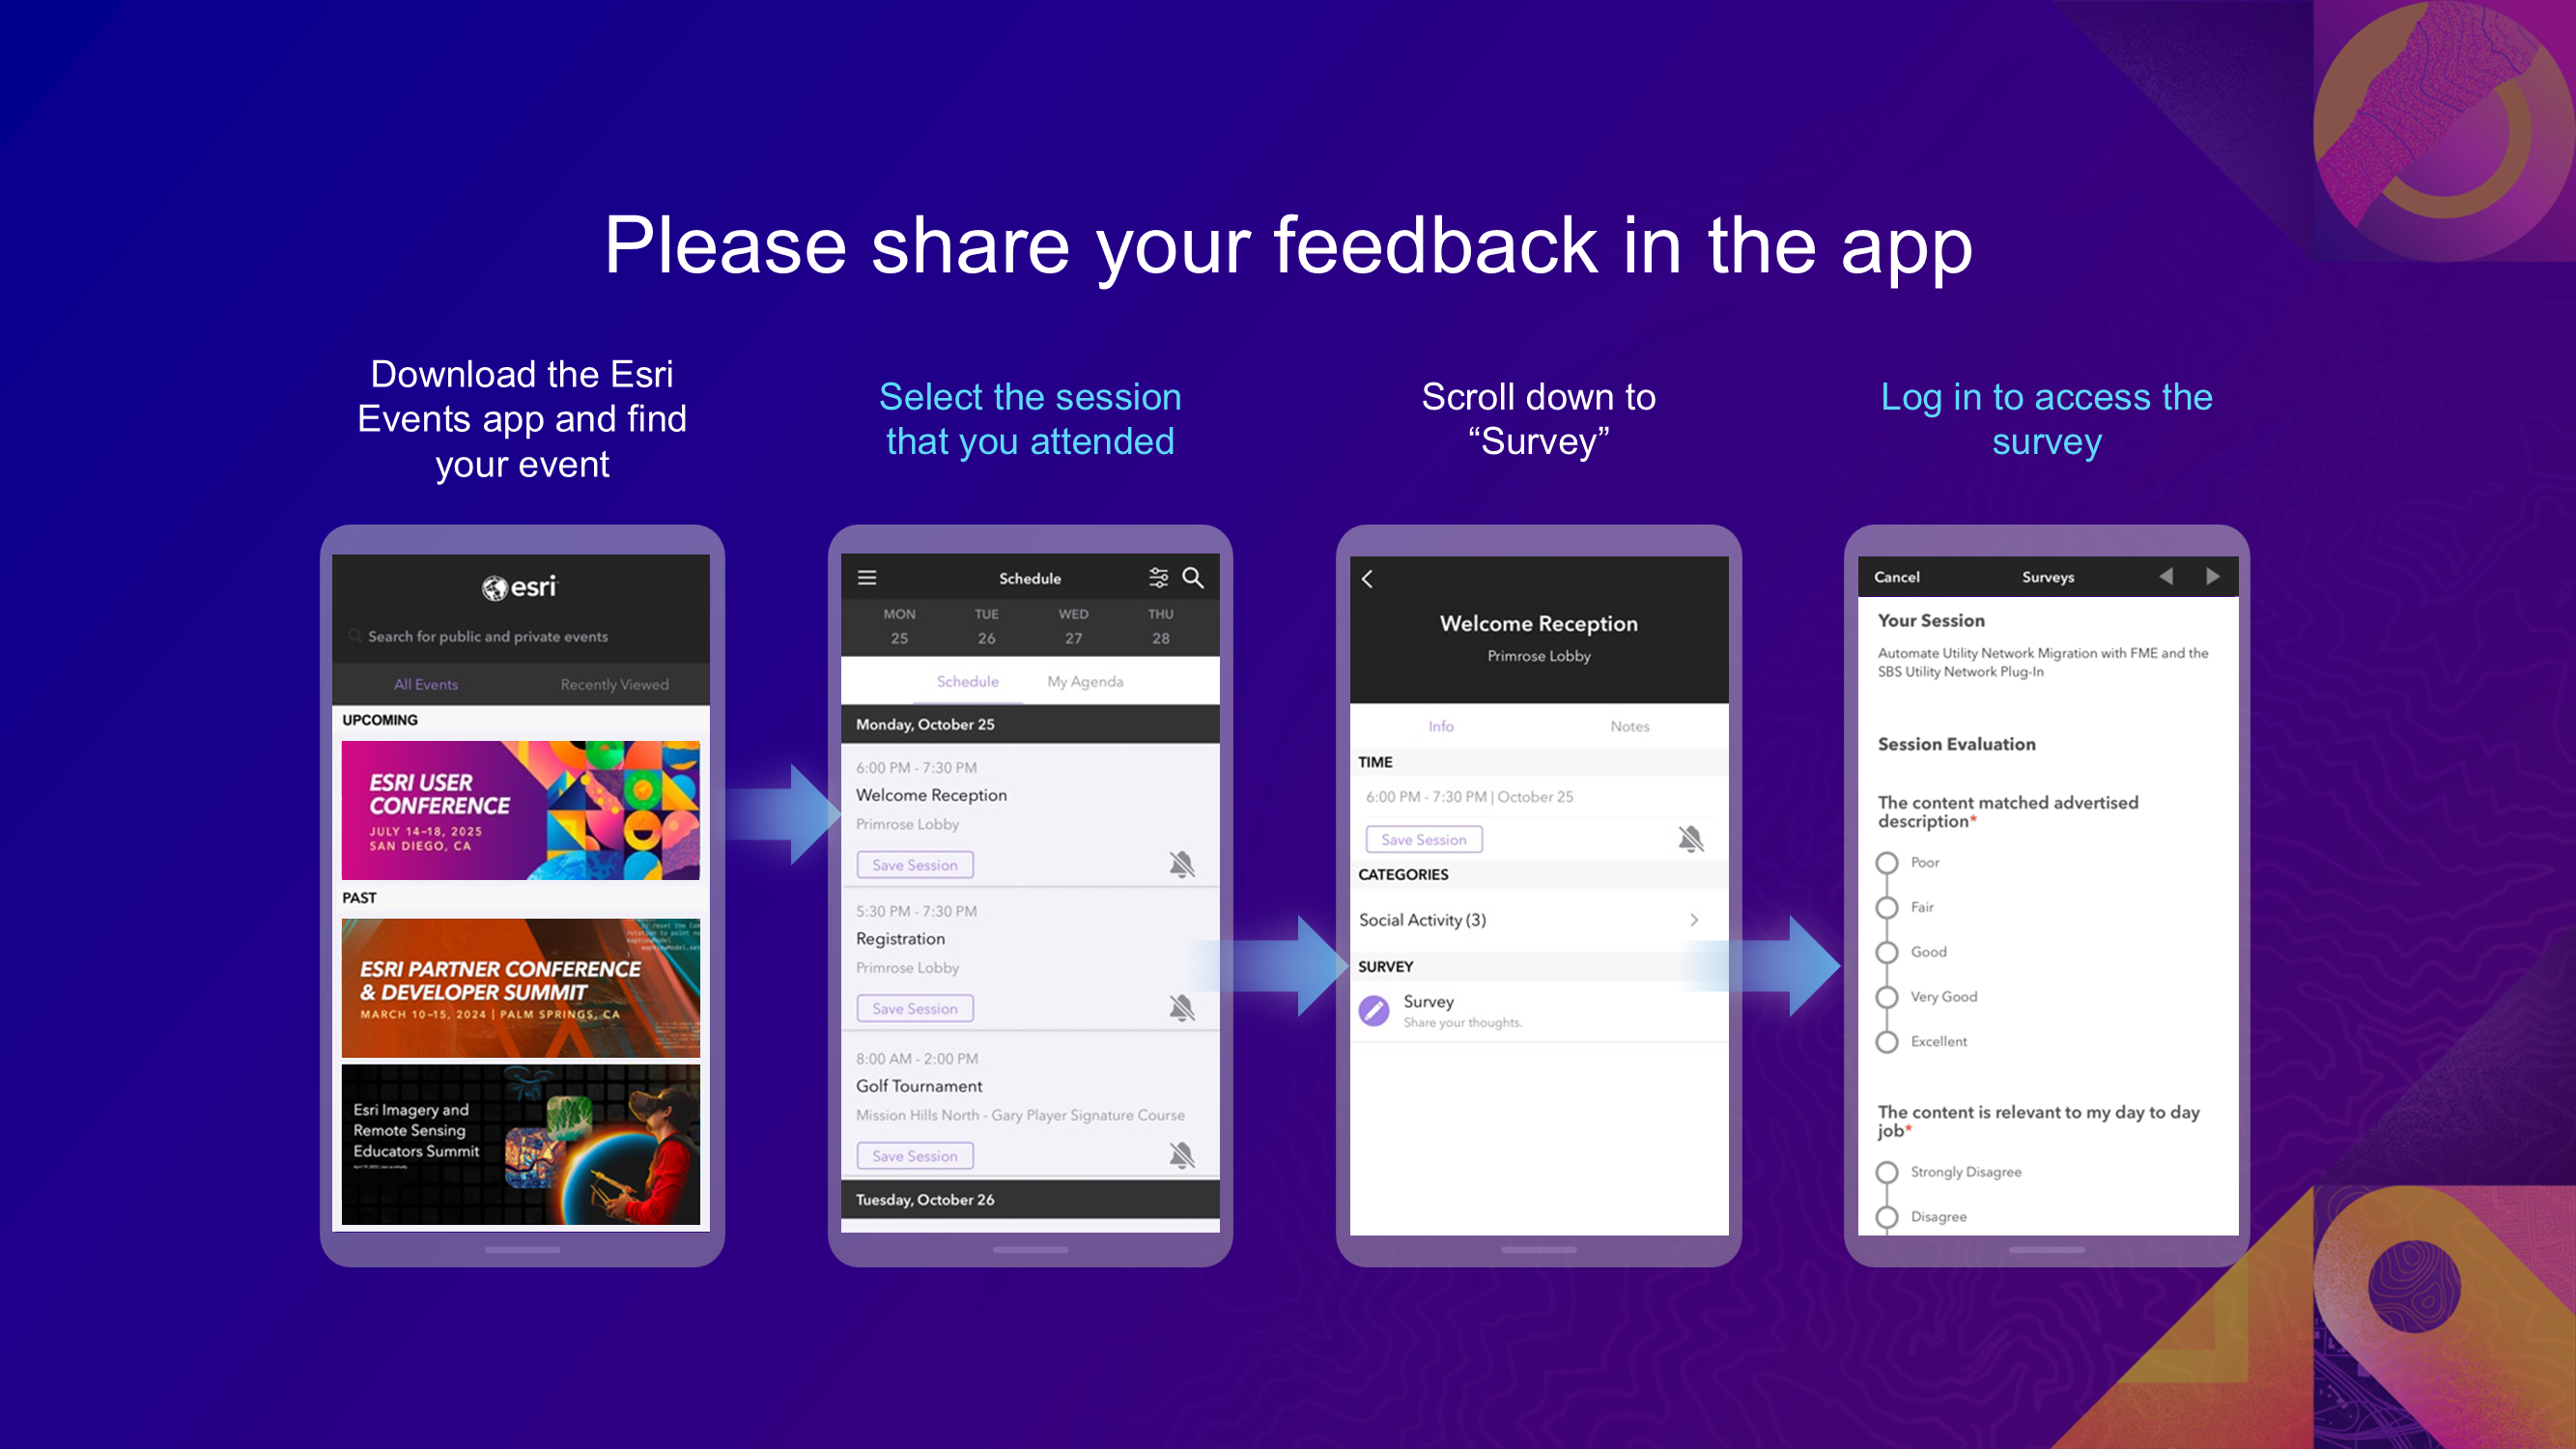 Please share your feedback in the app
Download the Esri
Events app and find
your event
Select the session
that you attended
Scroll down to
“Survey”
Log in to access the
survey
esri
Search for public and private events
All Events
Recently Viewed
UPCOMING
ESRI USER
CONFERENCE
JULY 14–18, 2025
SAN DIEGO, CA
PAST
ESRI PARTNER CONFERENCE
& DEVELOPER SUMMIT
MARCH 10–15, 2024 | PALM SPRINGS, CA
Esri Imagery and
Remote Sensing
Educators Summit
Schedule
MON TUE WED THU
25 26 27 28
Schedule My Agenda
Monday, October 25
6:00 PM - 7:30 PM
Welcome Reception
Primrose Lobby
Save Session
5:30 PM - 7:30 PM
Registration
Primrose Lobby
Save Session
8:00 AM - 2:00 PM
Golf Tournament
Mission Hills North - Gary Player Signature Course
Save Session
Tuesday, October 26
Welcome Reception
Primrose Lobby
Info Notes
TIME
6:00 PM - 7:30 PM | October 25
Save Session
CATEGORIES
Social Activity (3)
SURVEY
Survey
Share your thoughts.
Cancel Surveys
Your Session
Automate Utility Network Migration with FME and the
SBS Utility Network Plug-In
Session Evaluation
The content matched advertised
description*
Poor
Fair
Good
Very Good
Excellent
The content is relevant to my day to day
job*
Strongly Disagree
Disagree